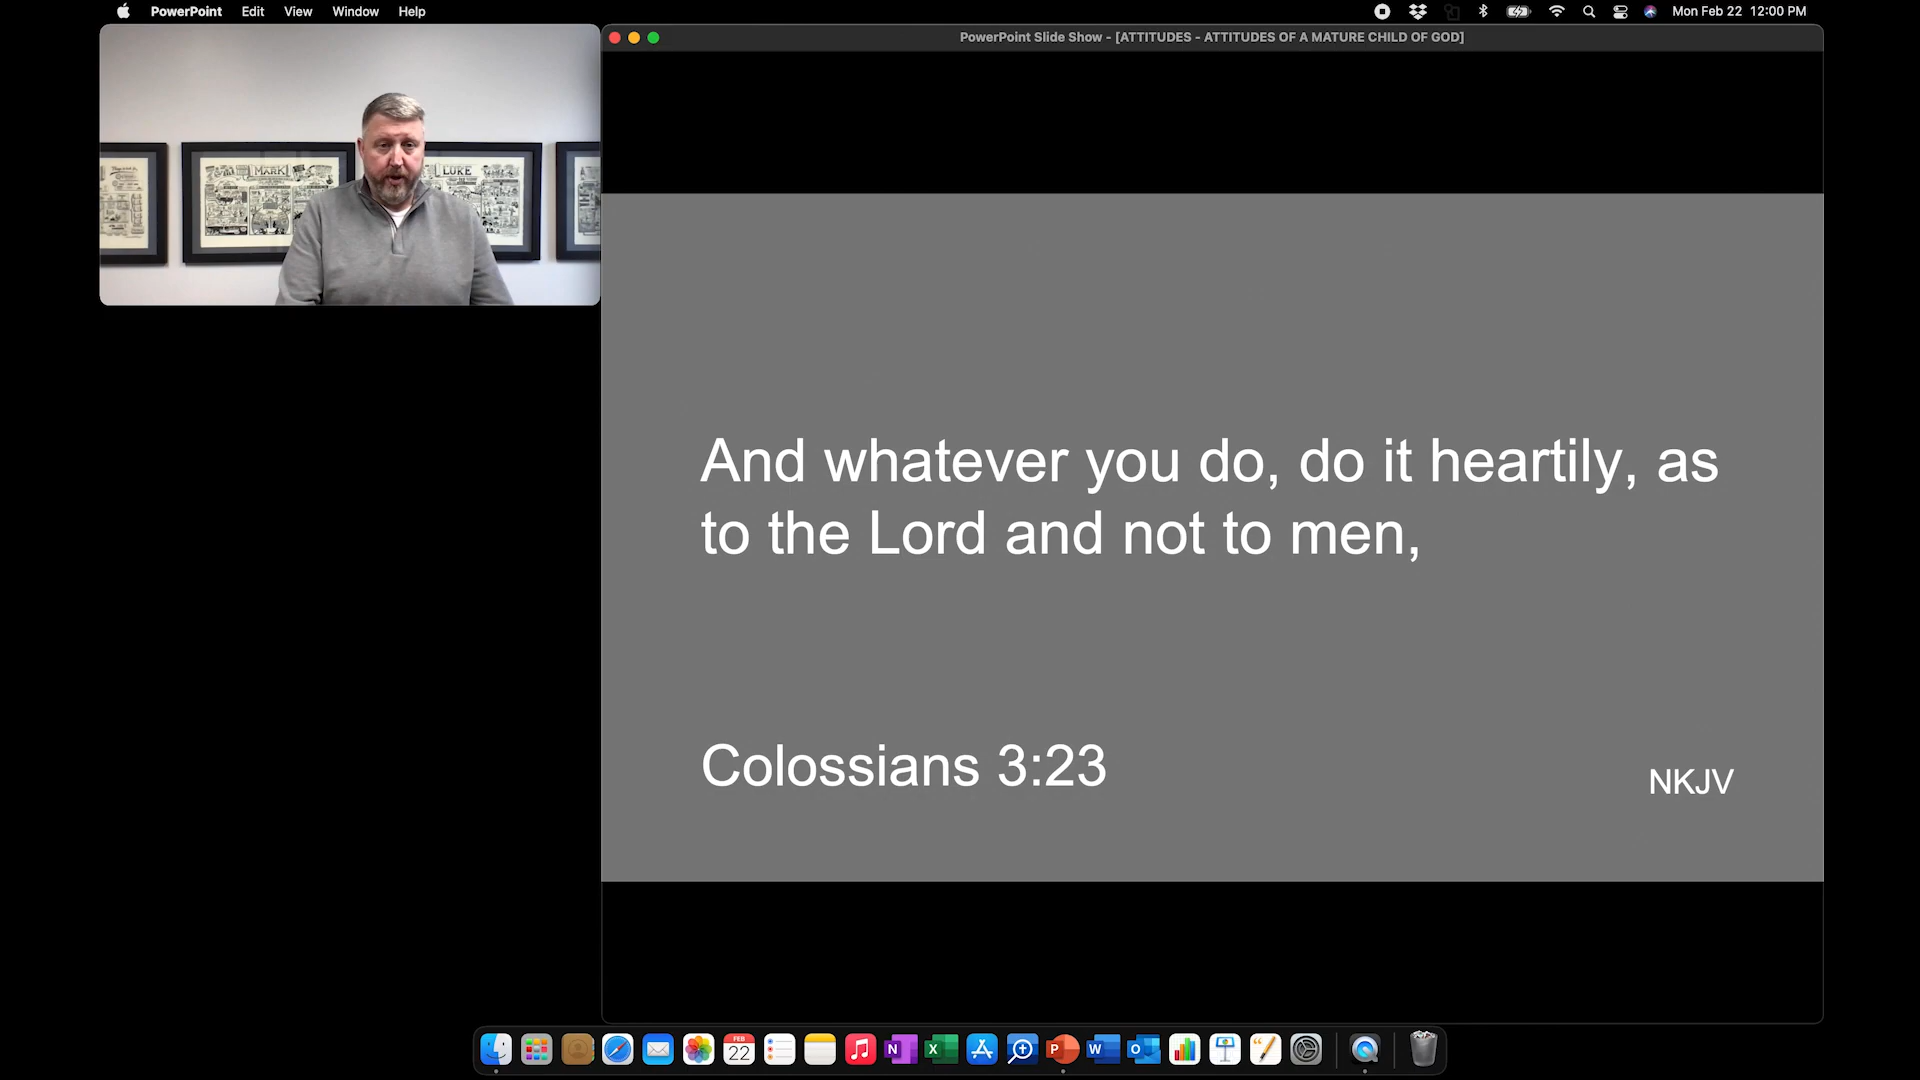 PowerPoint Edit View Window Help
Mon Feb 22 12:00 PM
PowerPoint Slide Show - [ATTITUDES - ATTITUDES OF A MATURE CHILD OF GOD]
MARK
LUKE
And whatever you do, do it heartily, as
to the Lord and not to men,
Colossians 3:23
NKJV
FEB
22
N
X
P
W
O